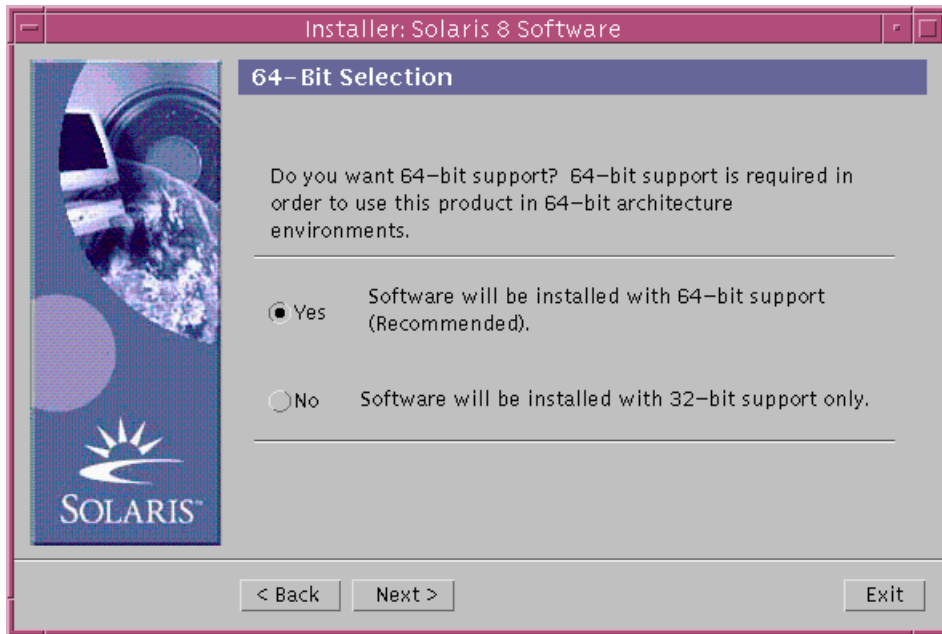 Installer: Solaris 8 Software
64-Bit Selection
Do you want 64-bit support? 64-bit support is required in
order to use this product in 64-bit architecture
environments.
Yes
Software will be installed with 64-bit support
(Recommended).
No
Software will be installed with 32-bit support only.
SOLARIS™
< Back
Next >
Exit